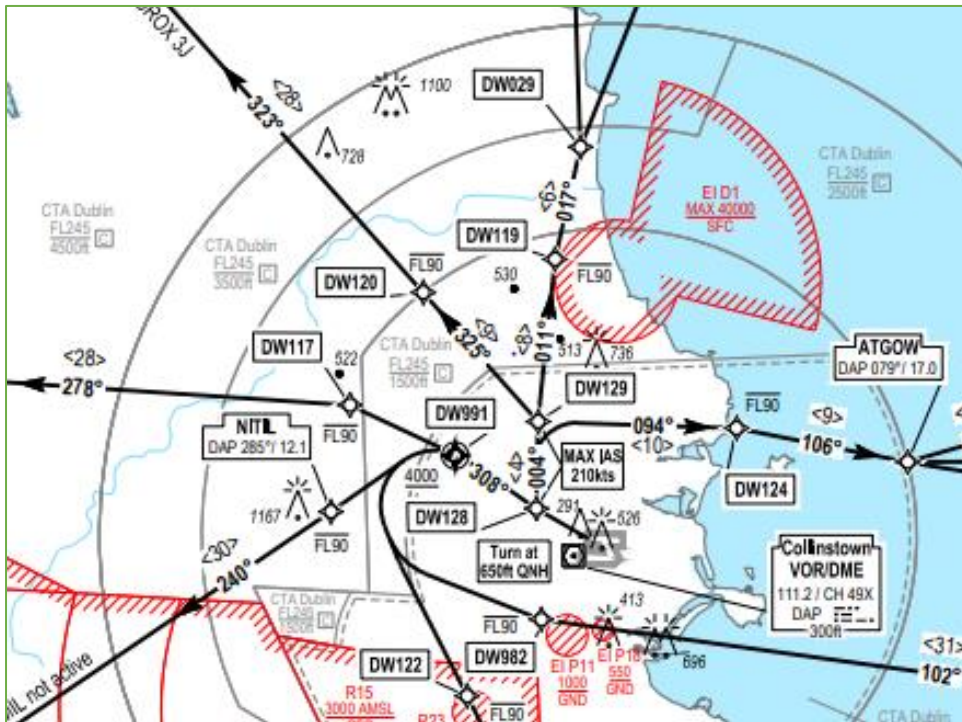 ROX 3J
<28>
323°
1100
DW029
728
CTA Dublin
FL245
4500ft
C
CTA Dublin
FL245
3500ft
C
CTA Dublin
FL245
2500ft
C
EI D1
MAX 40000
SFC
<6>
017°
DW119
FL90
FL90
530
DW120
<9>
325°
<8>
011°
CTA Dublin
FL245
1500ft
C
513
736
DW117
<28>
278°
522
ATGOW
DAP 079°/ 17.0
DW129
DW991
NITIL
DAP 285°/ 12.1
FL90
FL90
094°
<10>
<9>
106°
MAX IAS
210kts
<4>
004°
308°
4000
DW124
1167
FL90
DW128
291
526
Turn at
650ft QNH
Collinstown
VOR/DME
111.2 / CH 49X
DAP
300ft
<30>
240°
CTA Dublin
FL245
1500ft
C
413
FL90
DW122
DW982
EI P11
1000
GND
EI P18
550
GND
696
<31>
102°
R15
3000 AMSL
R23
FL90
not active
CTA Dublin